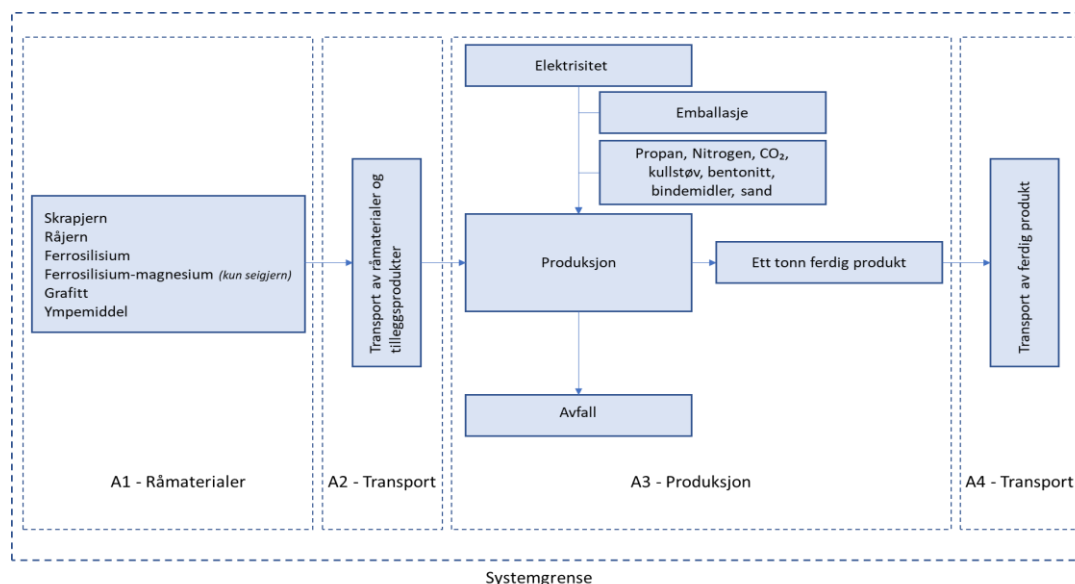 Skrapjern
Råjern
Ferrosilisium
Ferrosilisium-magnesium (kun seigjern)
Grafitt
Ympemiddel
A1 - Råmaterialer
Transport av råmaterialer og
tilleggsprodukter
A2 - Transport
Elektrisitet
Emballasje
Propan, Nitrogen, CO₂,
kullstøv, bentonitt,
bindemidler, sand
Produksjon
Ett tonn ferdig produkt
Avfall
A3 - Produksjon
Transport av ferdig produkt
A4 - Transport
Systemgrense